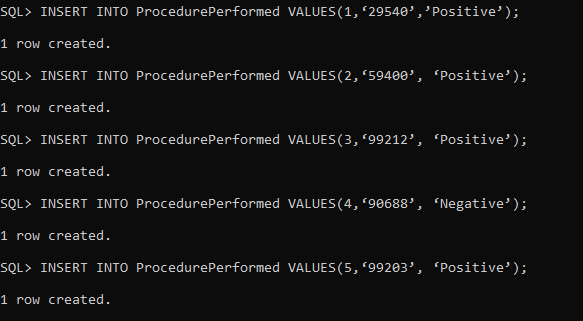 SQL> INSERT INTO ProcedurePerformed VALUES(1,‘29540’,’Positive’);
1 row created.
SQL> INSERT INTO ProcedurePerformed VALUES(2,‘59400’, ‘Positive’);
1 row created.
SQL> INSERT INTO ProcedurePerformed VALUES(3,‘99212’, ‘Positive’);
1 row created.
SQL> INSERT INTO ProcedurePerformed VALUES(4,‘90688’, ‘Negative’);
1 row created.
SQL> INSERT INTO ProcedurePerformed VALUES(5,‘99203’, ‘Positive’);
1 row created.